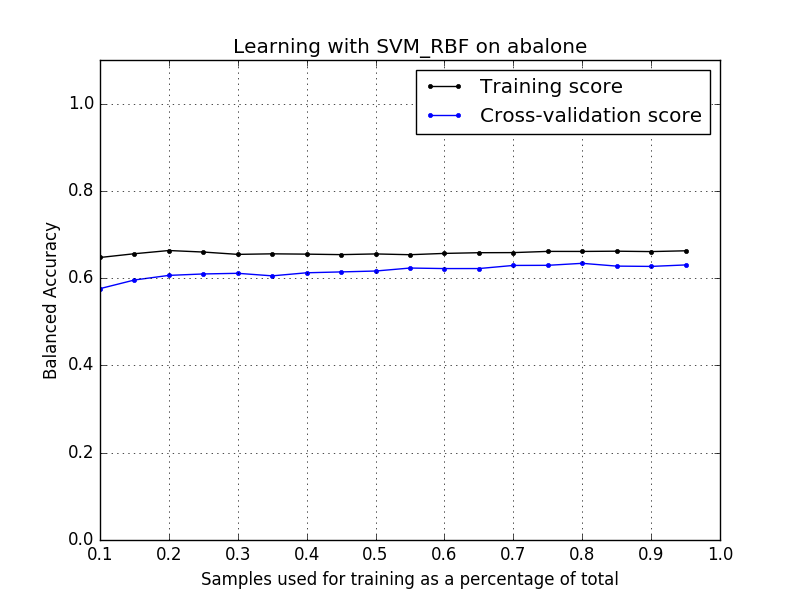 Learning with SVM_RBF on abalone
Training score
Cross-validation score
Balanced Accuracy
1.0
0.8
0.6
0.4
0.2
0.0
0.1 0.2 0.3 0.4 0.5 0.6 0.7 0.8 0.9 1.0
Samples used for training as a percentage of total